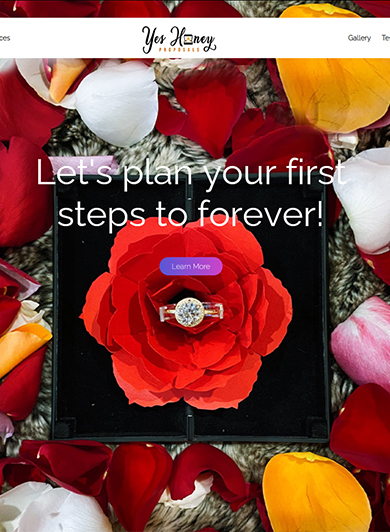 ces
Yes Honey
PROPOSALS
Gallery
Te
Let's plan your first
steps to forever!
Learn More